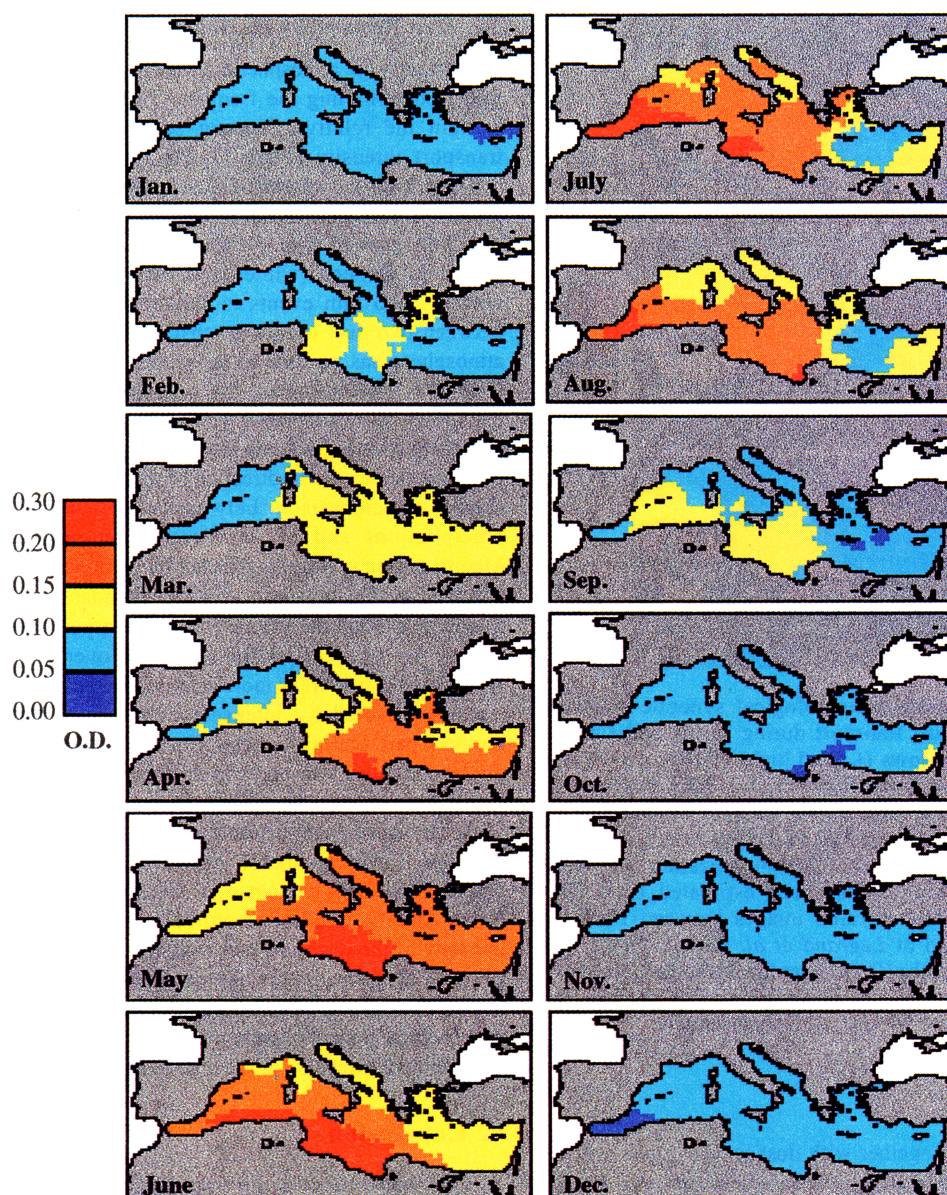 Jan.
July
Feb.
Aug.
Mar.
Sep.
0.30
0.20
0.15
0.10
0.05
0.00
O.D.
Apr.
Oct.
May
Nov.
June
Dec.